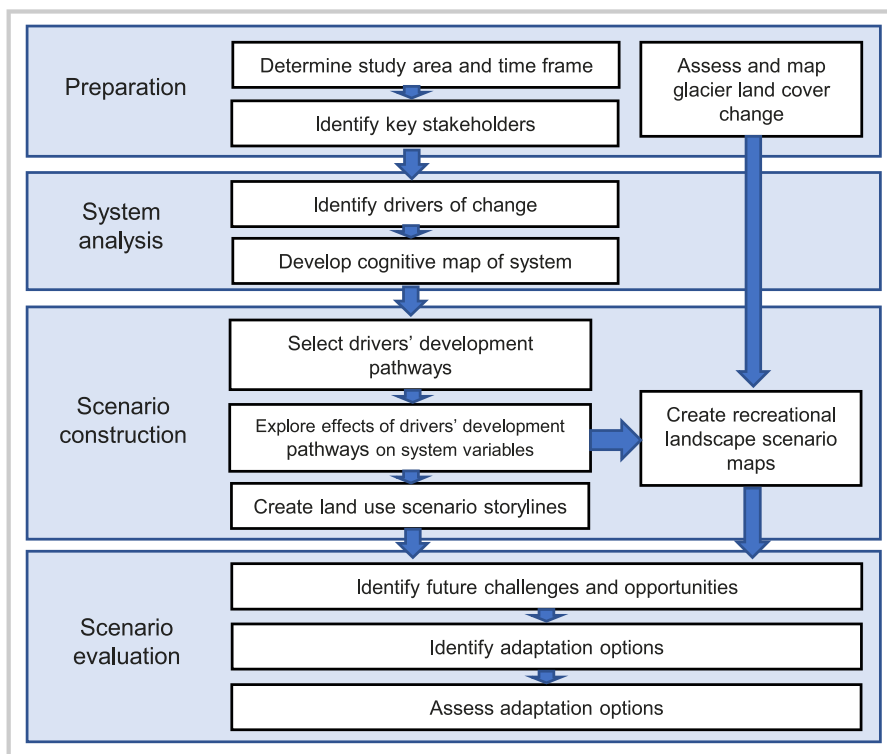 Preparation
Determine study area and time frame
Identify key stakeholders
Assess and map
glacier land cover
change
System
analysis
Identify drivers of change
Develop cognitive map of system
Scenario
construction
Select drivers’ development
pathways
Explore effects of drivers’ development
pathways on system variables
Create land use scenario storylines
Create recreational
landscape scenario
maps
Scenario
evaluation
Identify future challenges and opportunities
Identify adaptation options
Assess adaptation options